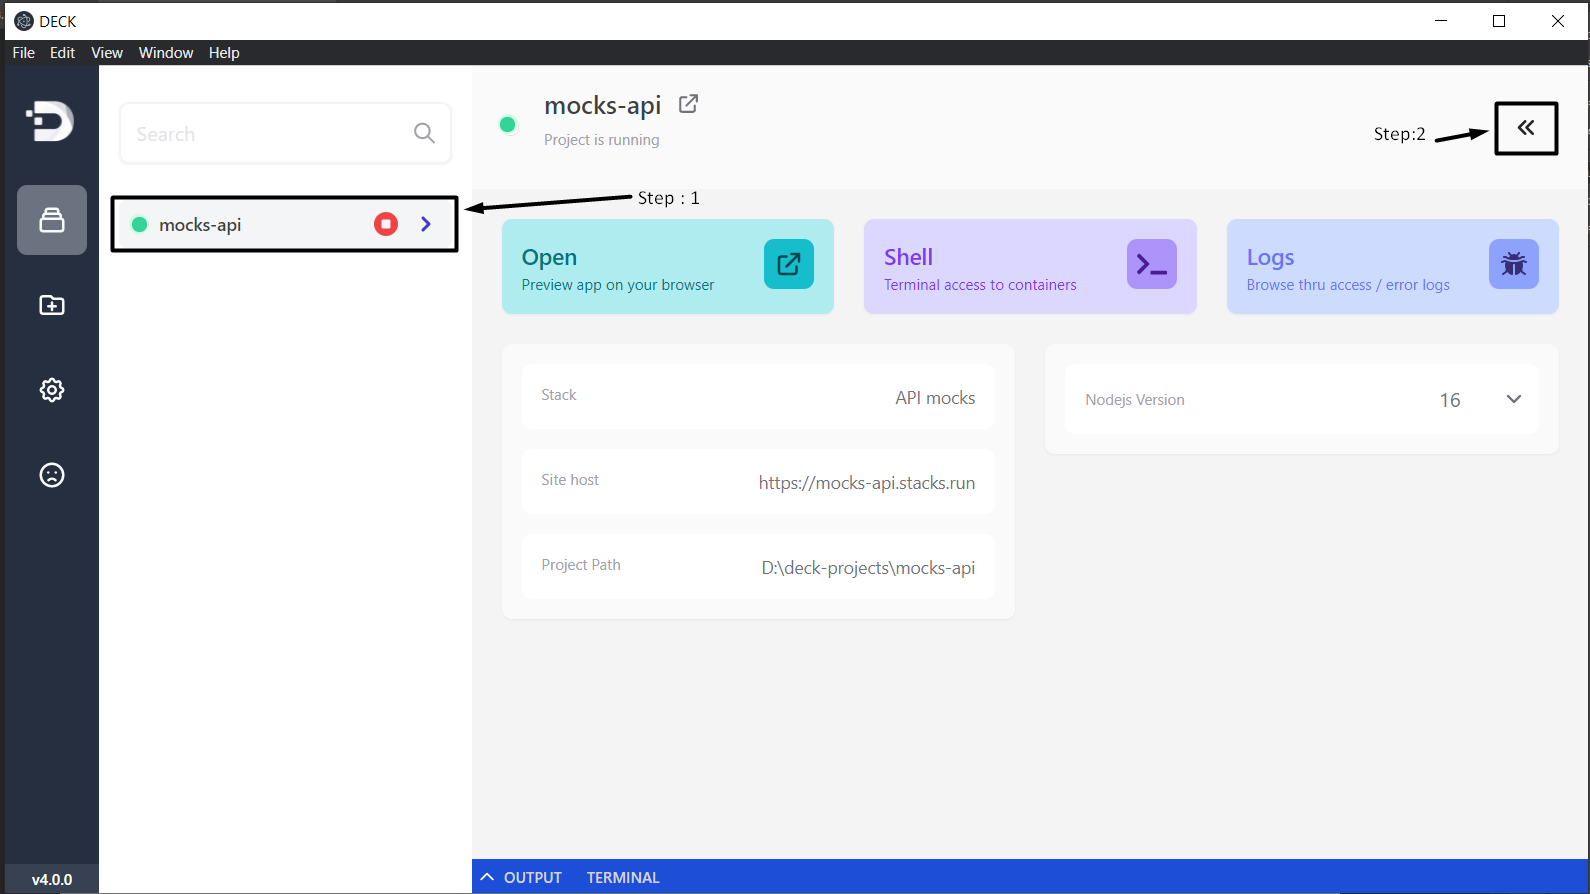 DECK
File Edit View Window Help
Search
mocks-api
mocks-api
Project is running
Step:2
Step : 1
Open
Preview app on your browser
Shell
Terminal access to containers
Logs
Browse thru access / error logs
Stack
API mocks
Site host
https://mocks-api.stacks.run
Project Path
D:\deck-projects\mocks-api
Nodejs Version
16
v4.0.0
OUTPUT TERMINAL